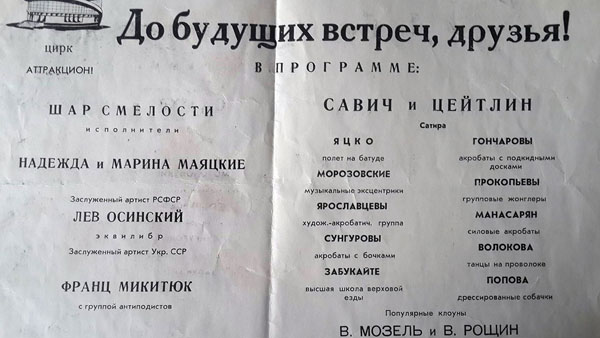 цирк
До будущих встреч, друзья!
АТТРАКЦИОН!
В ПРОГРАММЕ:
ШАР СМЕЛОСТИ
исполнители
НАДЕЖДА и МАРИНА МАЯЦКИЕ
Заслуженный артист РСФСР
ЛЕВ ОСИНСКИЙ
эквилибр
Заслуженный артист Укр. ССР
ФРАНЦ МИКИТЮК
с группой антиподистов
САВИЧ и ЦЕЙТЛИН
Сатира
ЯЦКО
полет на батуде
МОРОЗОВСКИЕ
музыкальные эксцентрики
ЯРОСЛАВЦЕВЫ
худож.-акробатич. группа
СУНГУРОВЫ
акробаты с бочками
ЗАБУКАЙТЕ
высшая школа верховой
езды
ГОНЧАРОВЫ
акробаты с подкидными
досками
ПРОКОПЬЕВЫ
групповые жонглеры
МАНАСАРЯН
силовые акробаты
ВОЛОКОВА
танцы на проволоке
ПОПОВА
дрессированные собачки
Популярные клоуны
В. МОЗЕЛЬ и В. РОЩИН